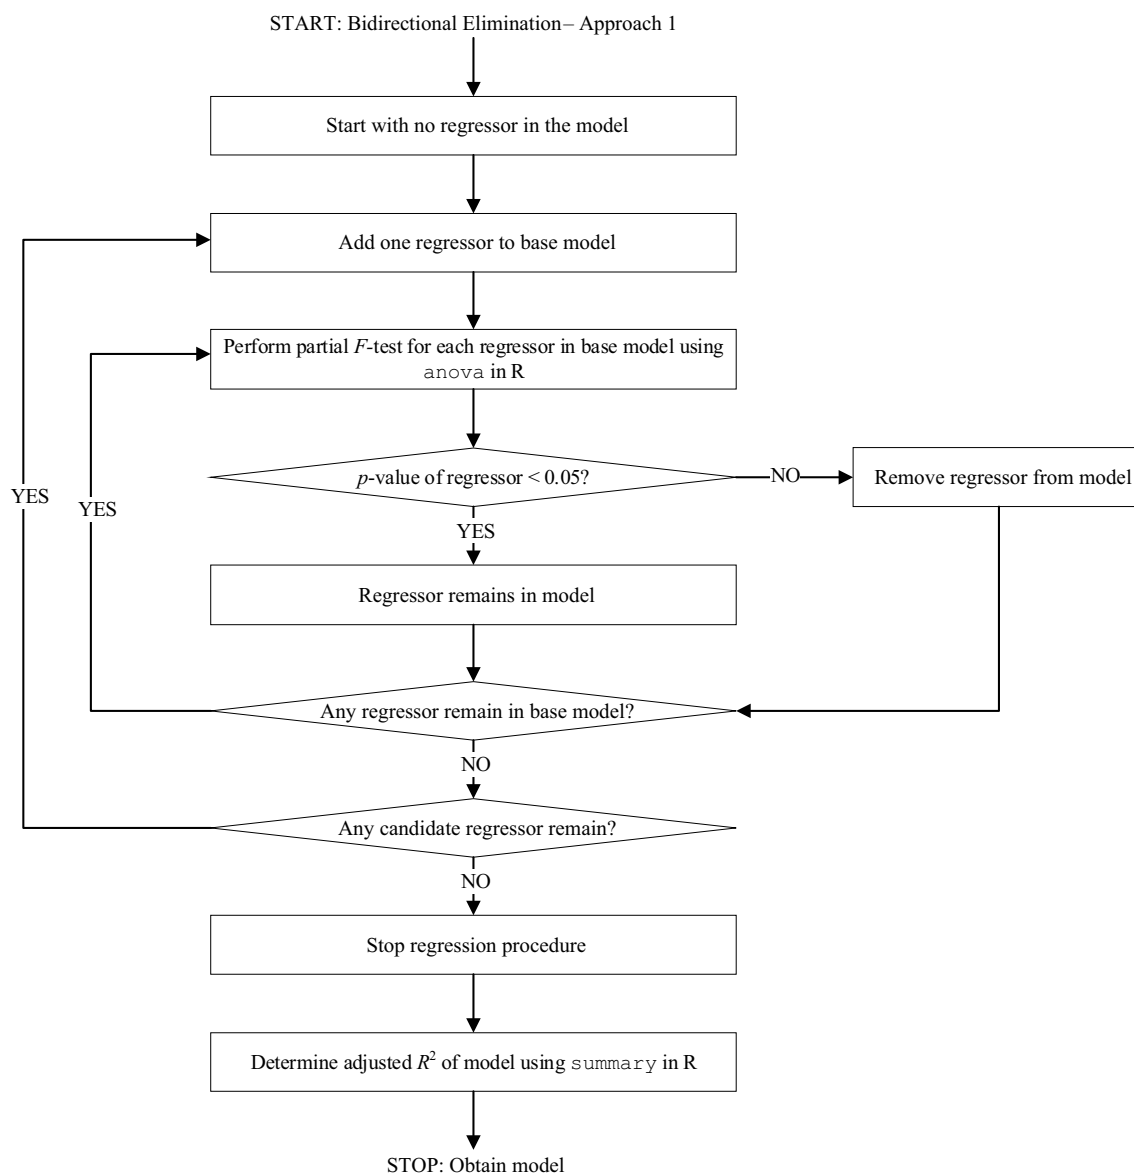 START: Bidirectional Elimination– Approach 1
Start with no regressor in the model
Add one regressor to base model
Perform partial F-test for each regressor in base model using
anova in R
p-value of regressor < 0.05?
NO
Remove regressor from model
YES
YES
YES
Regressor remains in model
Any regressor remain in base model?
NO
Any candidate regressor remain?
NO
Stop regression procedure
Determine adjusted R² of model using summary in R
STOP: Obtain model